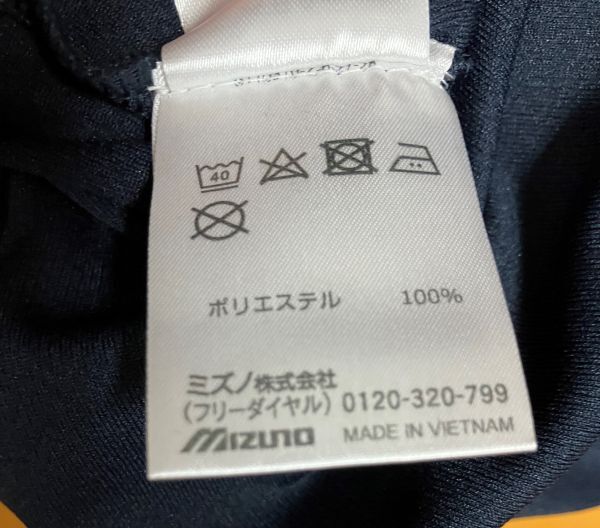 40
ポリエステル 100%
ミズノ株式会社
(フリーダイヤル) 0120-320-799
MIZUNO MADE IN VIETNAM